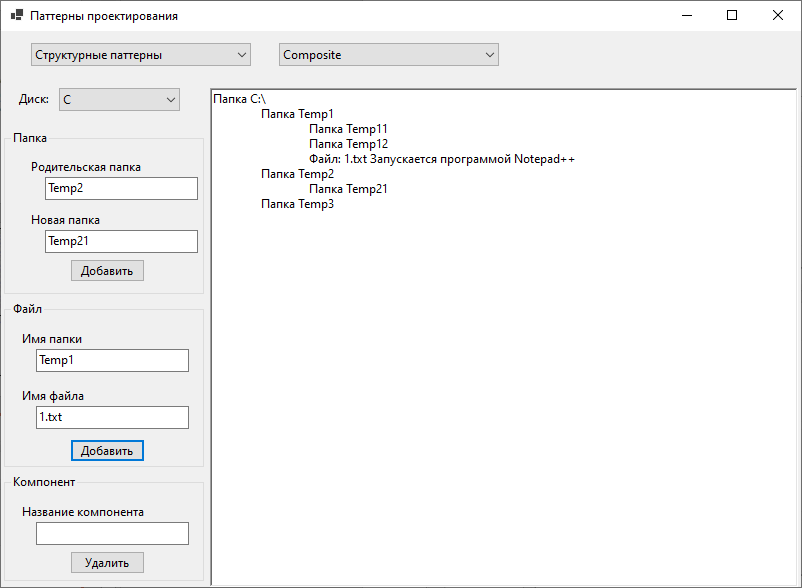 Паттерны проектирования
Структурные паттерны
Composite
Диск:
C
Папка
Родительская папка
Temp2
Новая папка
Temp21
Добавить
Файл
Имя папки
Temp1
Имя файла
1.txt
Добавить
Компонент
Название компонента
Удалить
Папка C:\
Папка Temp1
Папка Temp11
Папка Temp12
Файл: 1.txt Запускается программой Notepad++
Папка Temp2
Папка Temp21
Папка Temp3